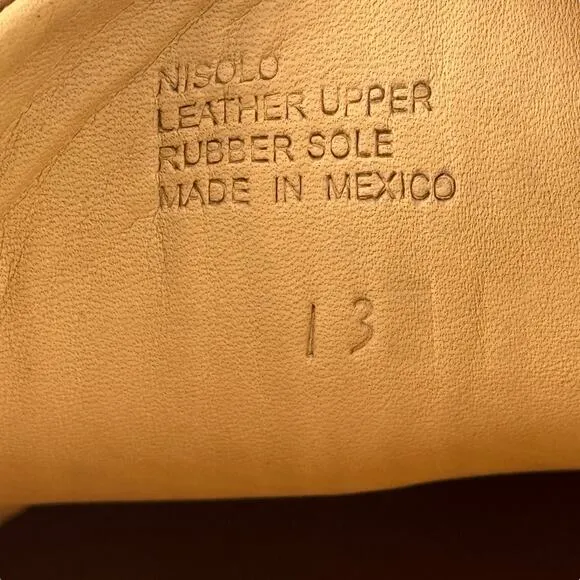 NISOLO
LEATHER UPPER
RUBBER SOLE
MADE IN MEXICO
13